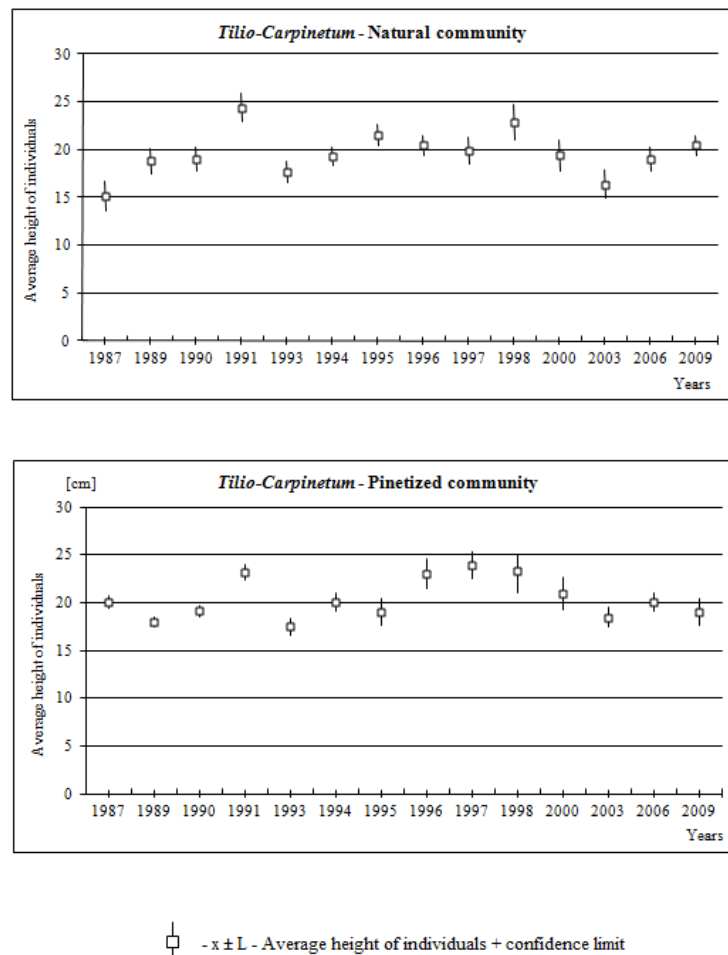 Tilio-Carpinetum - Natural community
30
25
20
15
10
5
0
Average height of individuals
1987 1989 1990 1991 1993 1994 1995 1996 1997 1998 2000 2003 2006 2009
Years
[cm]
Tilio-Carpinetum - Pinetized community
30
25
20
15
10
5
0
Average height of individuals
1987 1989 1990 1991 1993 1994 1995 1996 1997 1998 2000 2003 2006 2009
Years
- x ± L - Average height of individuals + confidence limit